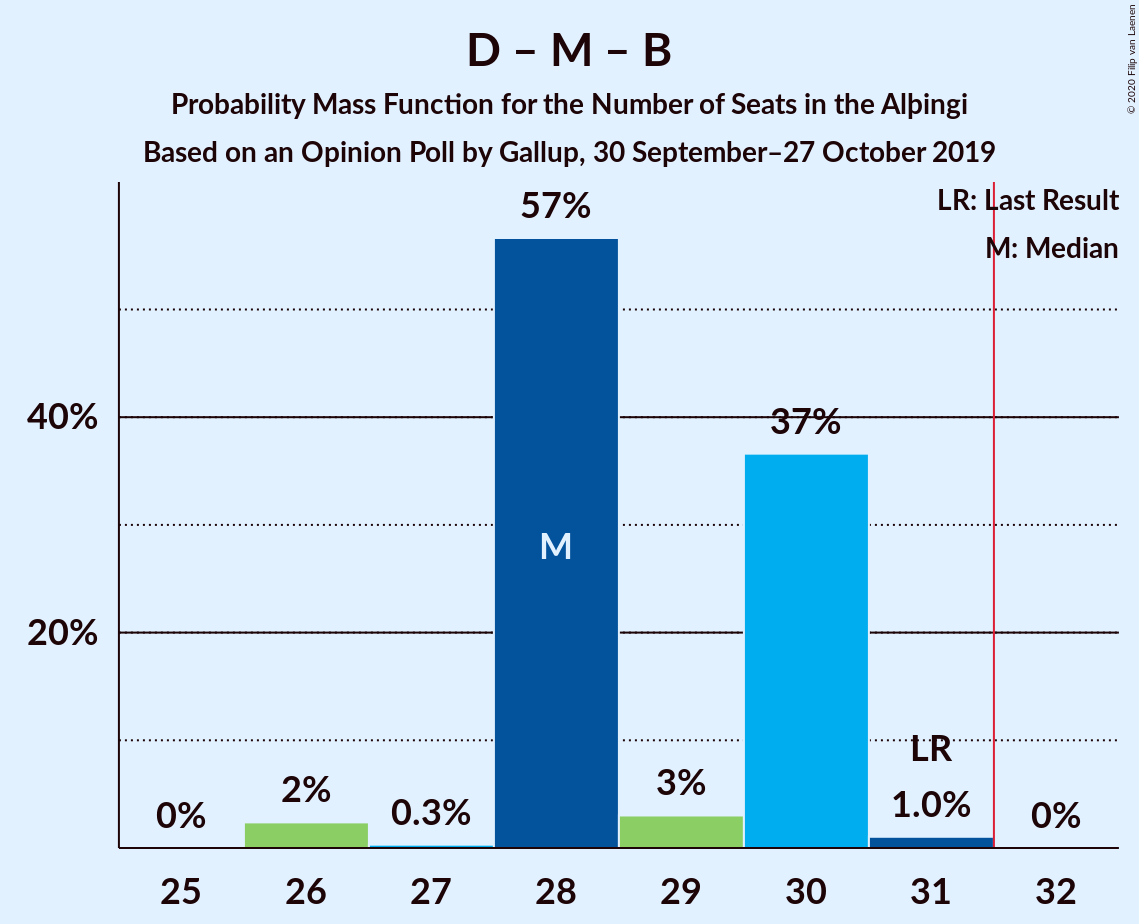 D – M – B
Probability Mass Function for the Number of Seats in the Alþingi
Based on an Opinion Poll by Gallup, 30 September–27 October 2019
© 2020 Filip van Laenen
LR: Last Result
M: Median
57%
40%
37%
M
20%
LR
0%
2%
0.3%
3%
1.0%
0%
25
26
27
28
29
30
31
32